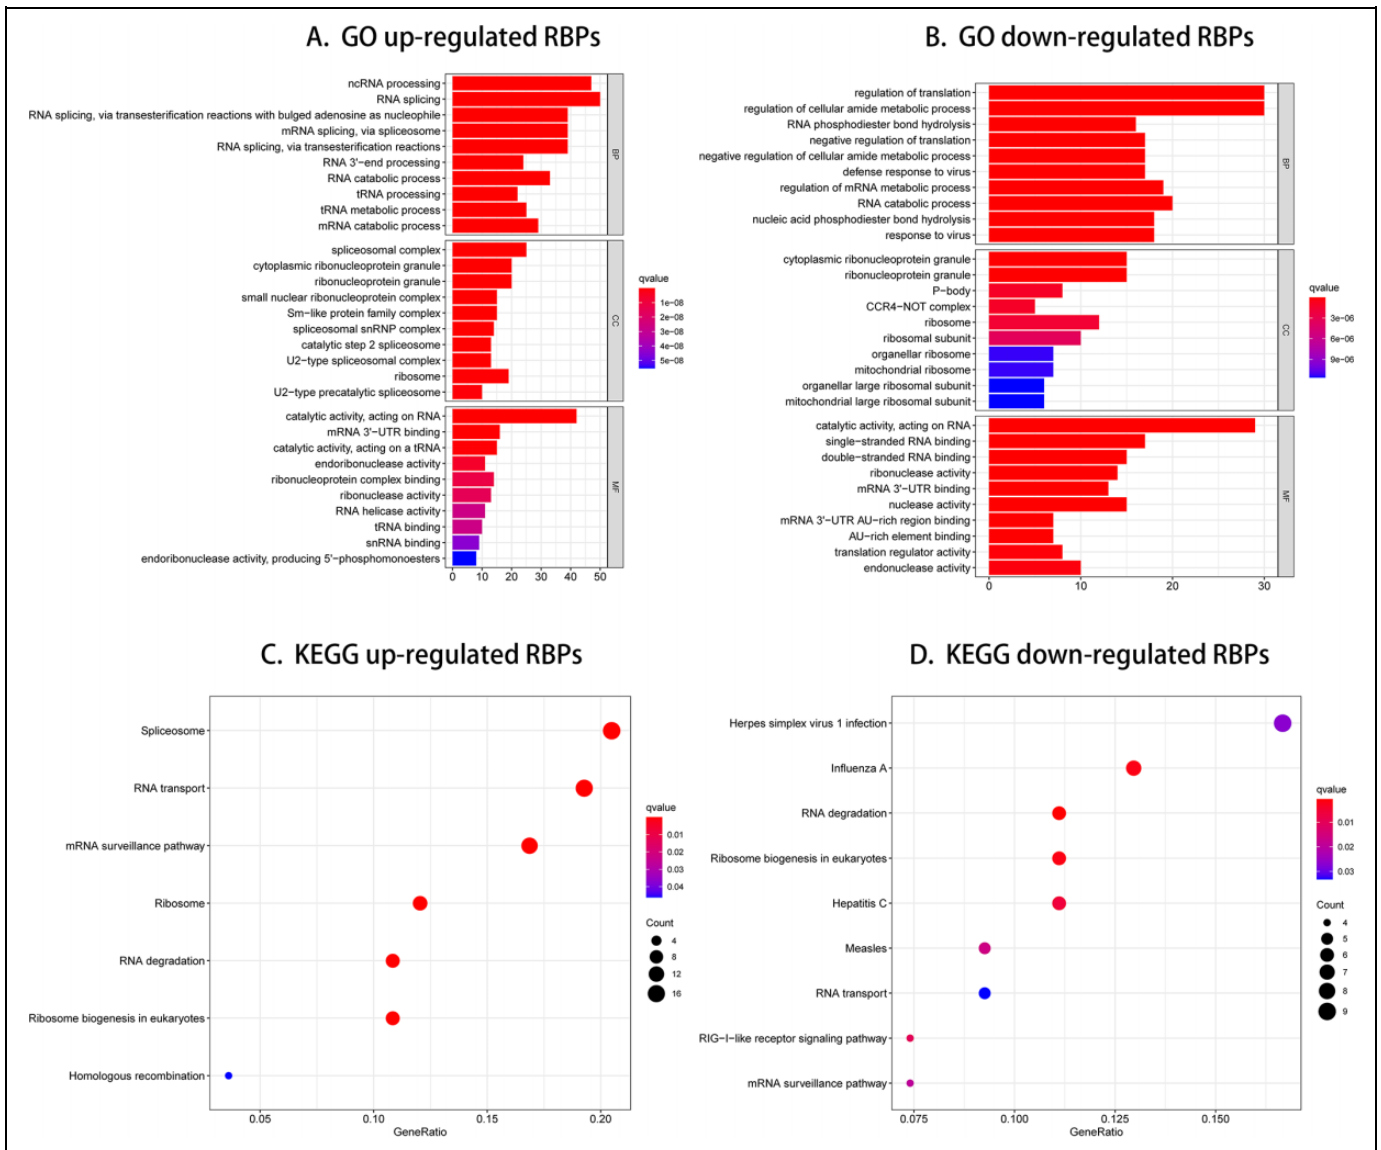 A. GO up-regulated RBPs
ncRNA processing
RNA splicing
RNA splicing, via transesterification reactions with bulged adenosine as nucleophile
mRNA splicing, via spliceosome
RNA splicing, via transesterification reactions
RNA 3'−end processing
RNA catabolic process
tRNA processing
tRNA metabolic process
mRNA catabolic process
BP
spliceosomal complex
cytoplasmic ribonucleoprotein granule
ribonucleoprotein granule
small nuclear ribonucleoprotein complex
Sm−like protein family complex
spliceosomal snRNP complex
catalytic step 2 spliceosome
U2−type spliceosomal complex
ribosome
U2−type precatalytic spliceosome
CC
catalytic activity, acting on RNA
mRNA 3'−UTR binding
catalytic activity, acting on a tRNA
endoribonuclease activity
ribonucleoprotein complex binding
ribonuclease activity
RNA helicase activity
tRNA binding
snRNA binding
endoribonuclease activity, producing 5'−phosphomonoesters
MF
0 10 20 30 40 50
qvalue
1e−08
2e−08
3e−08
4e−08
5e−08
B. GO down-regulated RBPs
regulation of translation
regulation of cellular amide metabolic process
RNA phosphodiester bond hydrolysis
negative regulation of translation
negative regulation of cellular amide metabolic process
defense response to virus
regulation of mRNA metabolic process
RNA catabolic process
nucleic acid phosphodiester bond hydrolysis
response to virus
BP
cytoplasmic ribonucleoprotein granule
ribonucleoprotein granule
P−body
CCR4−NOT complex
ribosome
ribosomal subunit
organellar ribosome
mitochondrial ribosome
organellar large ribosomal subunit
mitochondrial large ribosomal subunit
CC
catalytic activity, acting on RNA
single−stranded RNA binding
double−stranded RNA binding
ribonuclease activity
mRNA 3'−UTR binding
nuclease activity
mRNA 3'−UTR AU−rich region binding
AU−rich element binding
translation regulator activity
endonuclease activity
MF
0 10 20 30
qvalue
3e−06
6e−06
9e−06
C. KEGG up-regulated RBPs
Spliceosome
RNA transport
mRNA surveillance pathway
Ribosome
RNA degradation
Ribosome biogenesis in eukaryotes
Homologous recombination
0.05 0.10 0.15 0.20
GeneRatio
qvalue
0.01
0.02
0.03
0.04
Count
4
8
12
16
D. KEGG down-regulated RBPs
Herpes simplex virus 1 infection
Influenza A
RNA degradation
Ribosome biogenesis in eukaryotes
Hepatitis C
Measles
RNA transport
RIG−I−like receptor signaling pathway
mRNA surveillance pathway
0.075 0.100 0.125 0.150
GeneRatio
qvalue
0.01
0.02
0.03
Count
4
5
6
7
8
9